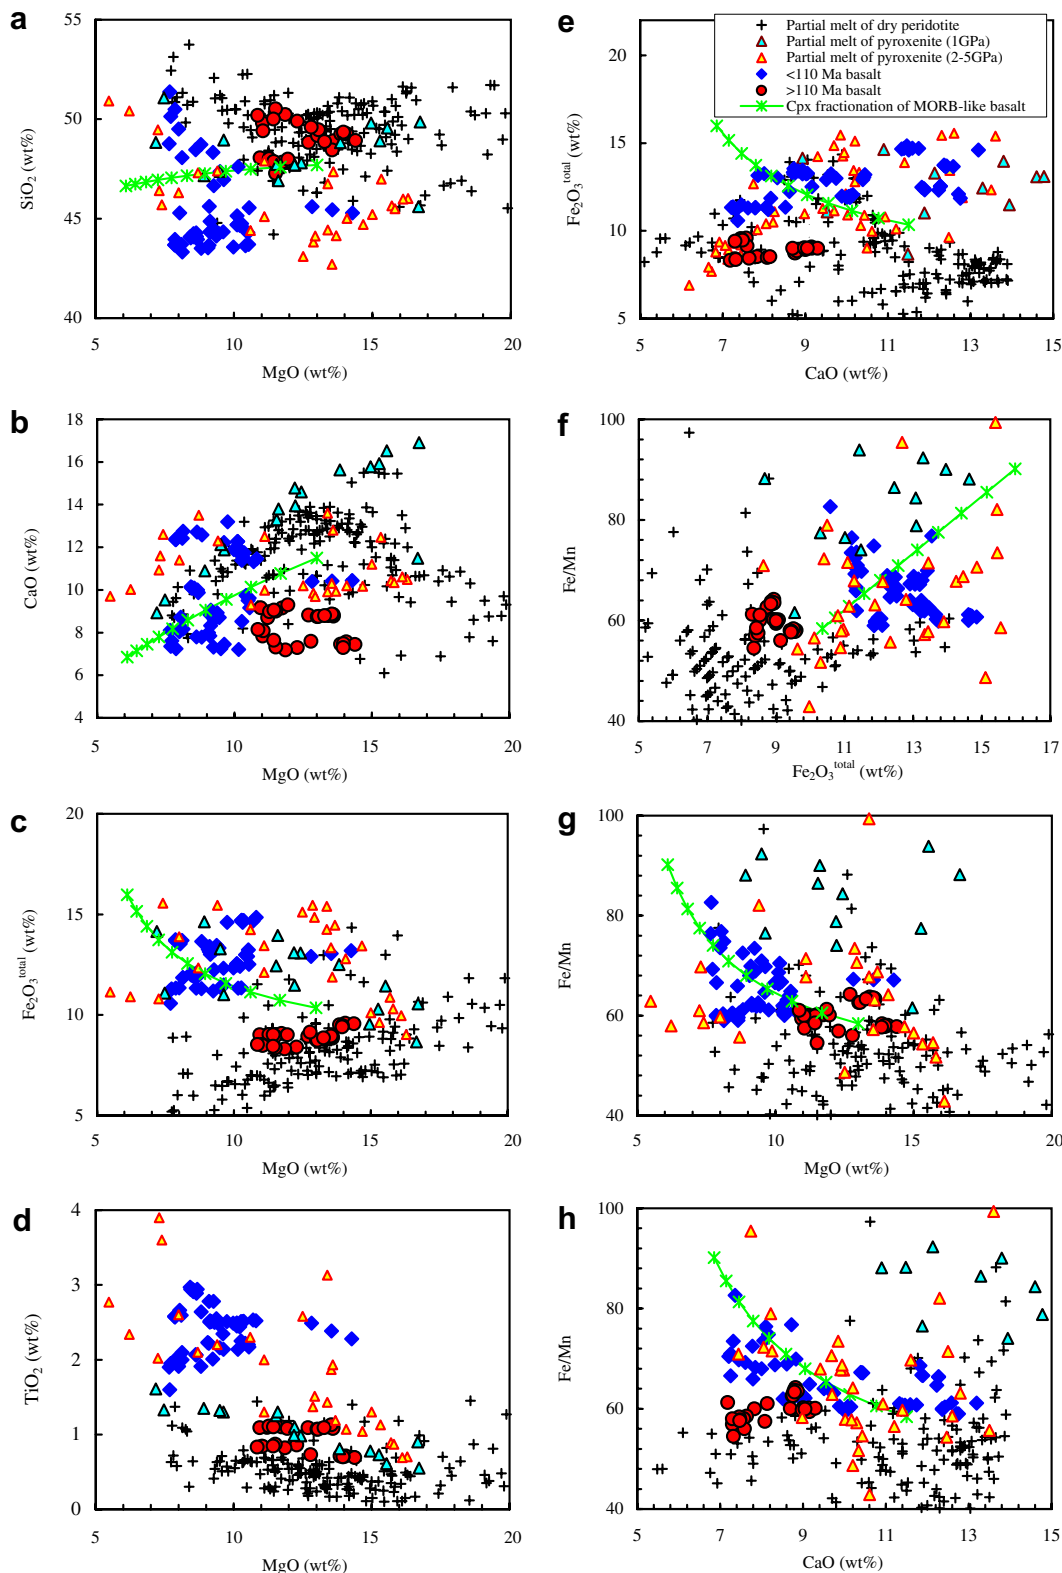 a
55
50
45
40
SiO2 (wt%)
5 10 15 20
MgO (wt%)
b
18
16
14
12
10
8
6
4
CaO (wt%)
5 10 15 20
MgO (wt%)
c
20
15
10
5
Fe2O3total (wt%)
5 10 15 20
MgO (wt%)
d
4
3
2
1
0
TiO2 (wt%)
5 10 15 20
MgO (wt%)
e
Partial melt of dry peridotite
Partial melt of pyroxenite (1GPa)
Partial melt of pyroxenite (2-5GPa)
<110 Ma basalt
>110 Ma basalt
Cpx fractionation of MORB-like basalt
20
15
10
5
Fe2O3total (wt%)
5 7 9 11 13 15
CaO (wt%)
f
100
80
60
40
Fe/Mn
5 7 9 11 13 15 17
Fe2O3total (wt%)
g
100
80
60
40
Fe/Mn
5 10 15 20
MgO (wt%)
h
100
80
60
40
Fe/Mn
5 7 9 11 13 15
CaO (wt%)